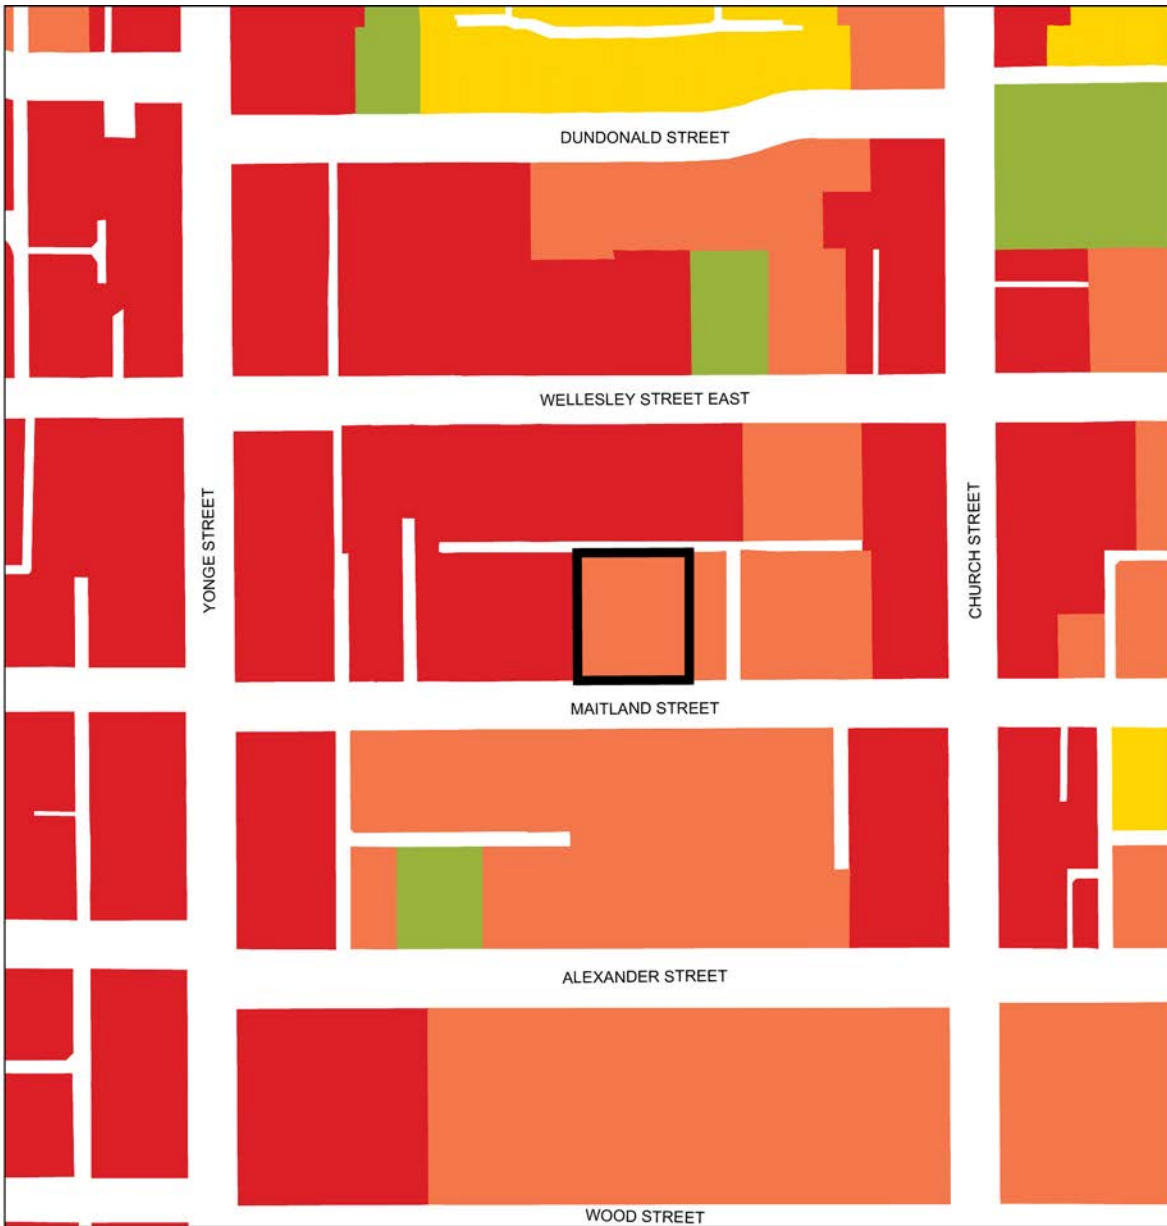 DUNDONALD STREET
WELLESLEY STREET EAST
YONGE STREET
CHURCH STREET
MAITLAND STREET
ALEXANDER STREET
WOOD STREET